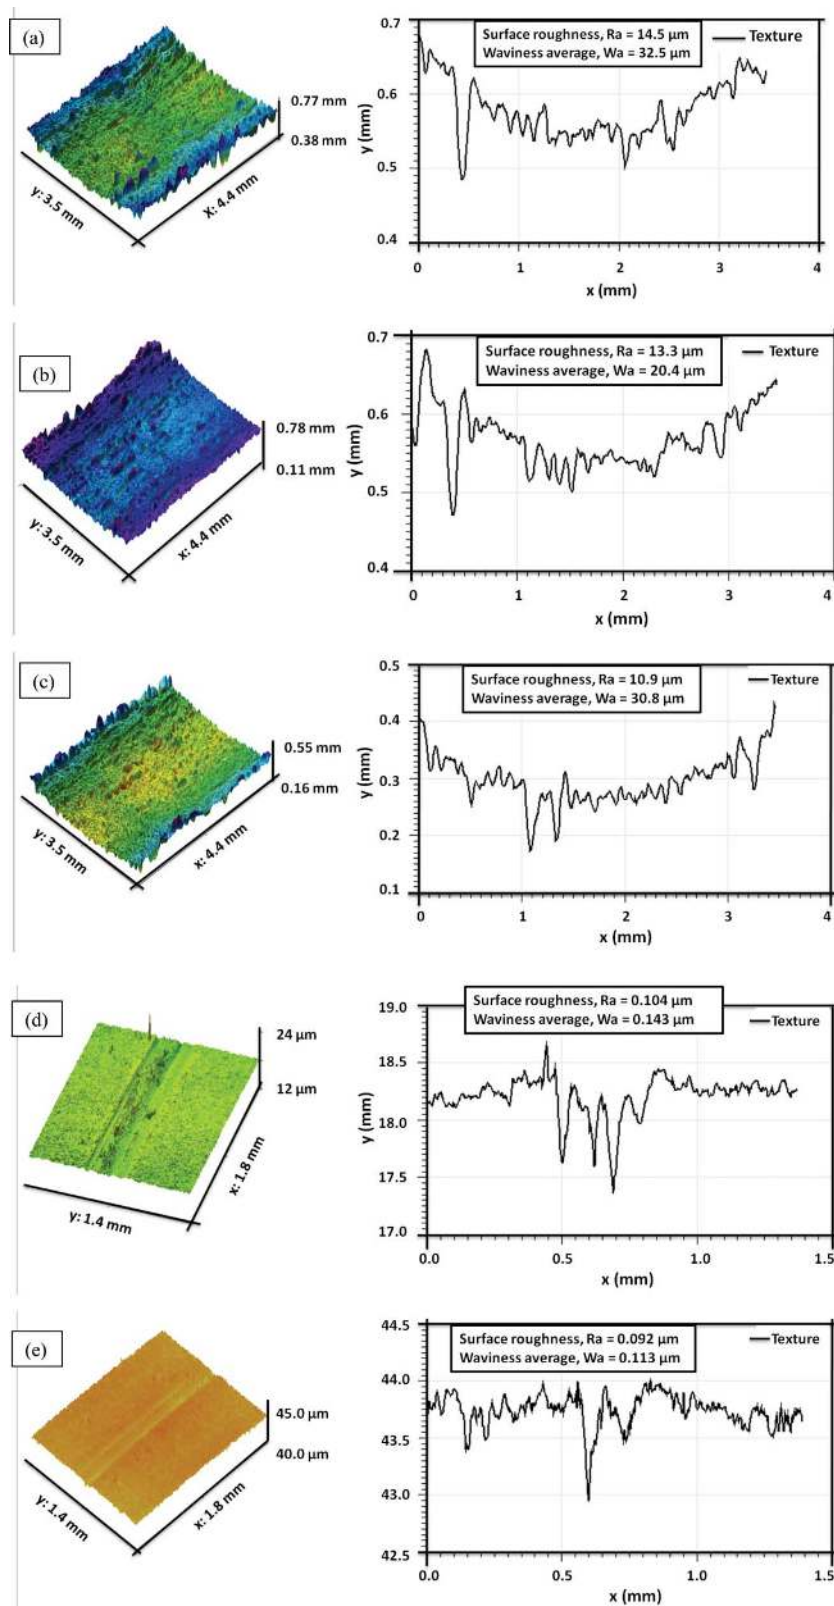 (a)
0.77 mm
0.38 mm
y: 3.5 mm
X: 4.4 mm
Surface roughness, Ra = 14.5 µm
Waviness average, Wa = 32.5 µm
Texture
0.7
0.6
0.5
0.4
y (mm)
0 1 2 3 4
x (mm)
(b)
0.78 mm
0.11 mm
y: 3.5 mm
x: 4.4 mm
Surface roughness, Ra = 13.3 µm
Waviness average, Wa = 20.4 µm
Texture
0.7
0.6
0.5
0.4
y (mm)
0 1 2 3 4
x (mm)
(c)
0.55 mm
0.16 mm
y: 3.5 mm
x: 4.4 mm
Surface roughness, Ra = 10.9 µm
Waviness average, Wa = 30.8 µm
Texture
0.5
0.4
0.3
0.2
0.1
y (mm)
0 1 2 3 4
x (mm)
(d)
24 µm
12 µm
y: 1.4 mm
x: 1.8 mm
Surface roughness, Ra = 0.104 µm
Waviness average, Wa = 0.143 µm
Texture
19.0
18.5
18.0
17.5
17.0
y (mm)
0.0 0.5 1.0 1.5
x (mm)
(e)
45.0 µm
40.0 µm
y: 1.4 mm
x: 1.8 mm
Surface roughness, Ra = 0.092 µm
Waviness average, Wa = 0.113 µm
Texture
44.5
44.0
43.5
43.0
42.5
0.0 0.5 1.0 1.5
x (mm)